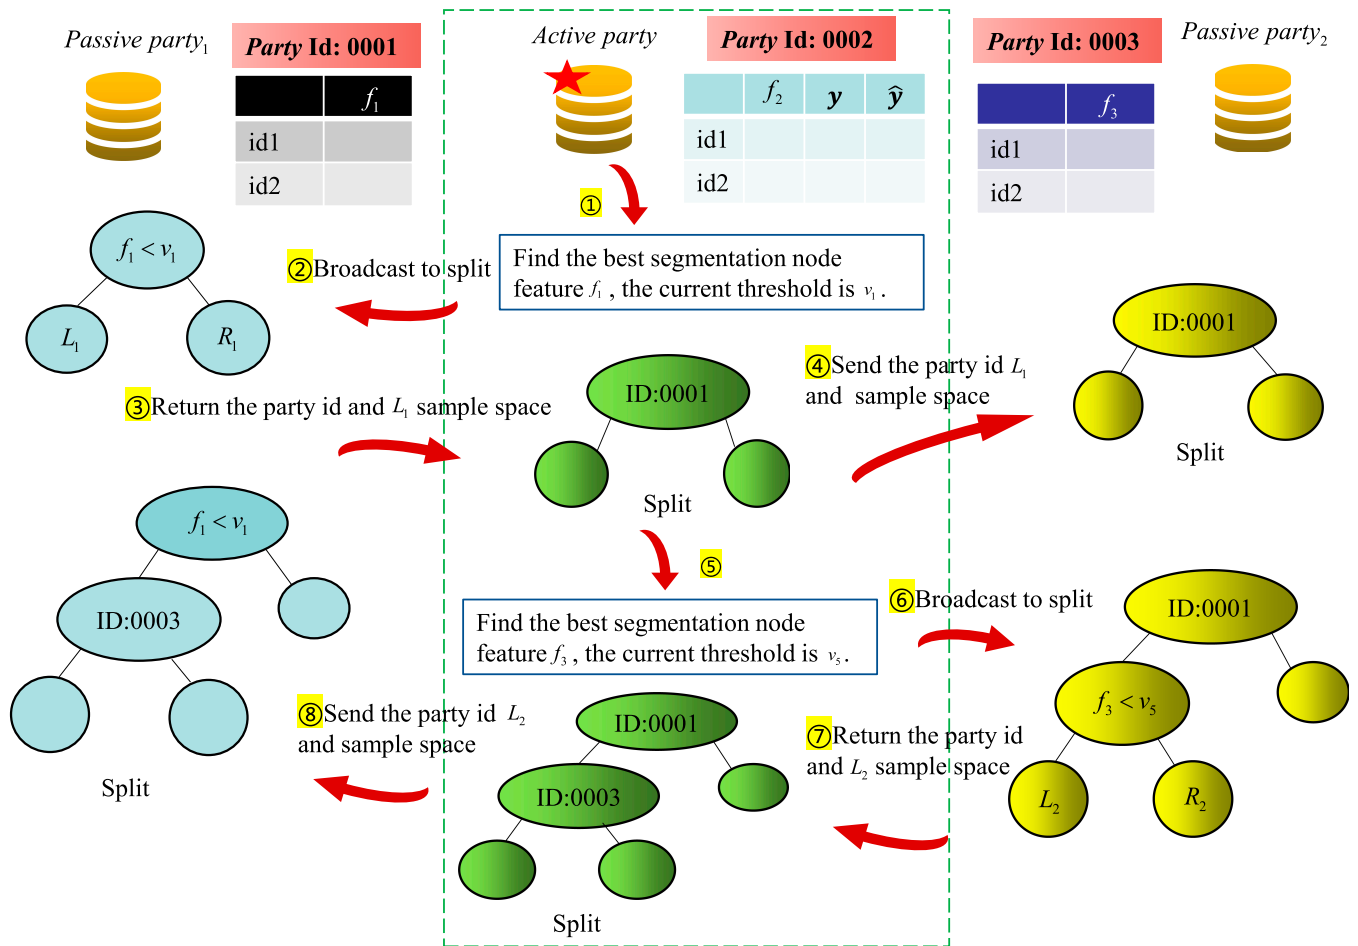 Passive party₁
Party Id: 0001
f₁
id1
id2
Active party
Party Id: 0002
f₂ y ŷ
id1
id2
Party Id: 0003
Passive party₂
f₃
id1
id2
①
Find the best segmentation node
feature f₁, the current threshold is v₁.
②Broadcast to split
f₁ < v₁
L₁
R₁
③Return the party id and L₁ sample space
ID:0001
Split
④Send the party id L₁
and sample space
ID:0001
Split
⑤
Find the best segmentation node
feature f₃, the current threshold is v₅.
⑥Broadcast to split
ID:0001
f₃ < v₅
L₂
R₂
⑦Return the party id
and L₂ sample space
ID:0001
ID:0003
Split
⑧Send the party id L₂
and sample space
f₁ < v₁
ID:0003
Split